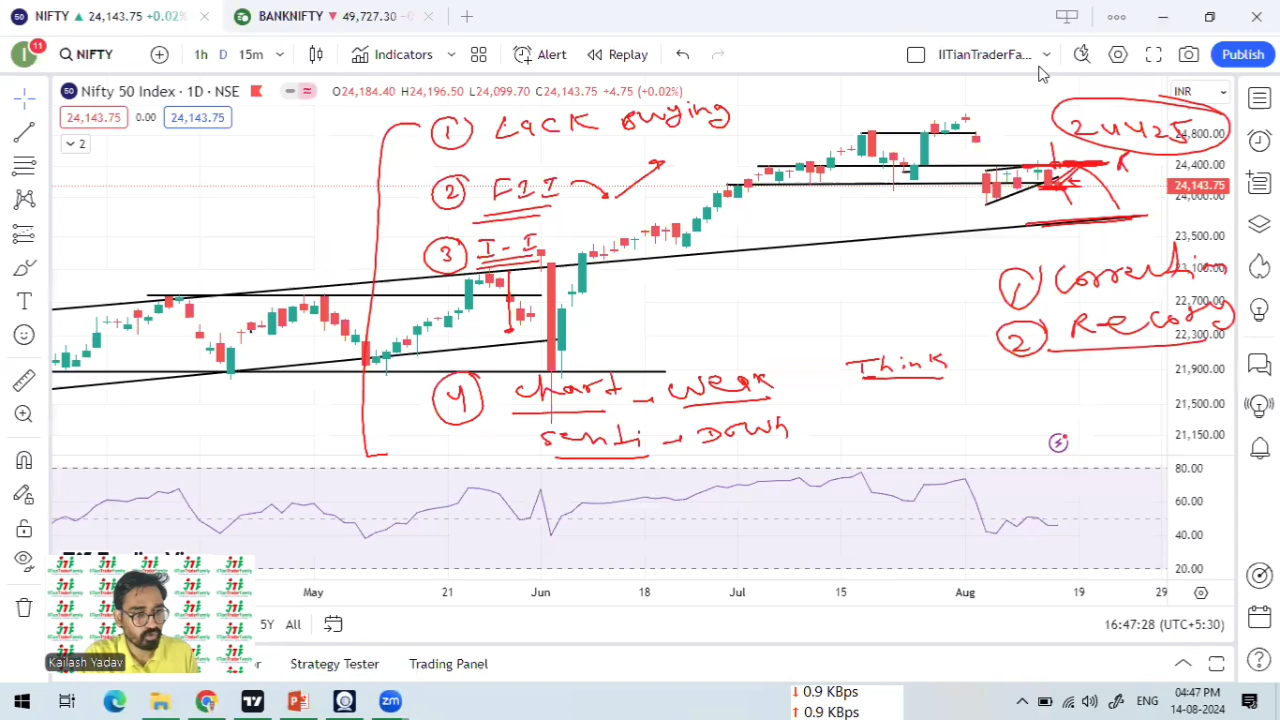 NIFTY ▲ 24,143.75 +0.02%
BANKNIFTY ▼ 49,727.30
11
NIFTY
1h D 15m
Indicators
Alert
Replay
IITianTraderFa...
Publish
Nifty 50 Index · 1D · NSE
O24,184.40 H24,196.50 L24,099.70 C24,143.75 +4.75 (+0.02%)
INR
24,143.75 0.00 24,143.75
2
1 Lack Buying
24425
2 FII
3 I-I
4 chart - weak
senti - Down
Think
1 Correction
2 Recovery
24,800.00
24,400.00
24,143.75
24,000.00
23,500.00
23,100.00
22,700.00
22,300.00
21,900.00
21,500.00
21,150.00
80.00
60.00
40.00
20.00
May 21 Jun 18 Jul 15 Aug 19 29
5Y All
16:47:28 (UTC+5:30)
Kailash Yadav
Strategy Tester
Trading Panel
0.9 KBps
0.9 KBps
ENG
04:47 PM
14-08-2024